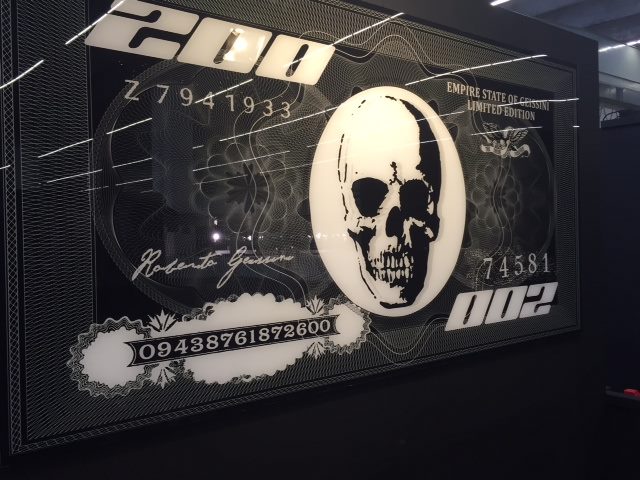 200
Z 7941933
EMPIRE STATE OF GEISSINI
LIMITED EDITION
Roberto Geissini
74581
002
09438761872600